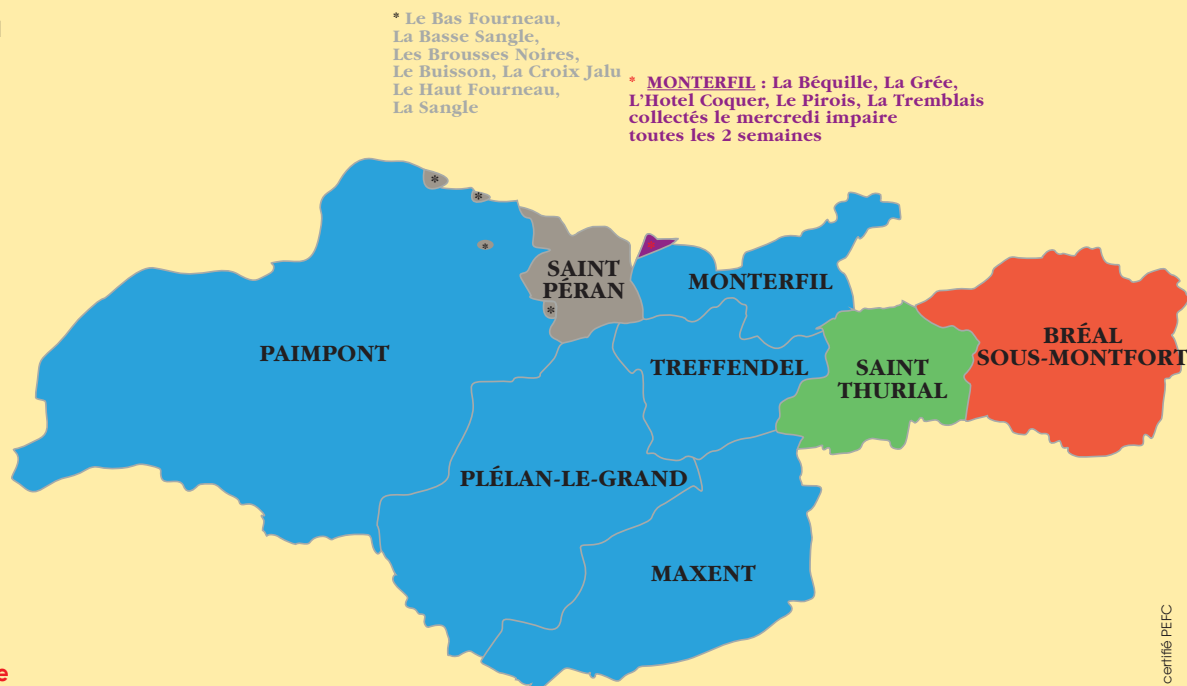 * Le Bas Fourneau,
La Basse Sangle,
Les Brousses Noires,
Le Buisson, La Croix Jalu
Le Haut Fourneau,
La Sangle
* MONTERFIL : La Béquille, La Grée,
L'Hotel Coquer, Le Pirois, La Tremblais
collectés le mercredi impaire
toutes les 2 semaines
*
*
*
*
*
SAINT
PÉRAN
MONTERFIL
PAIMPONT
TREFFENDEL
SAINT
THURIAL
BRÉAL
SOUS-MONTFORT
PLÉLAN-LE-GRAND
MAXENT
certifié PEFC
e